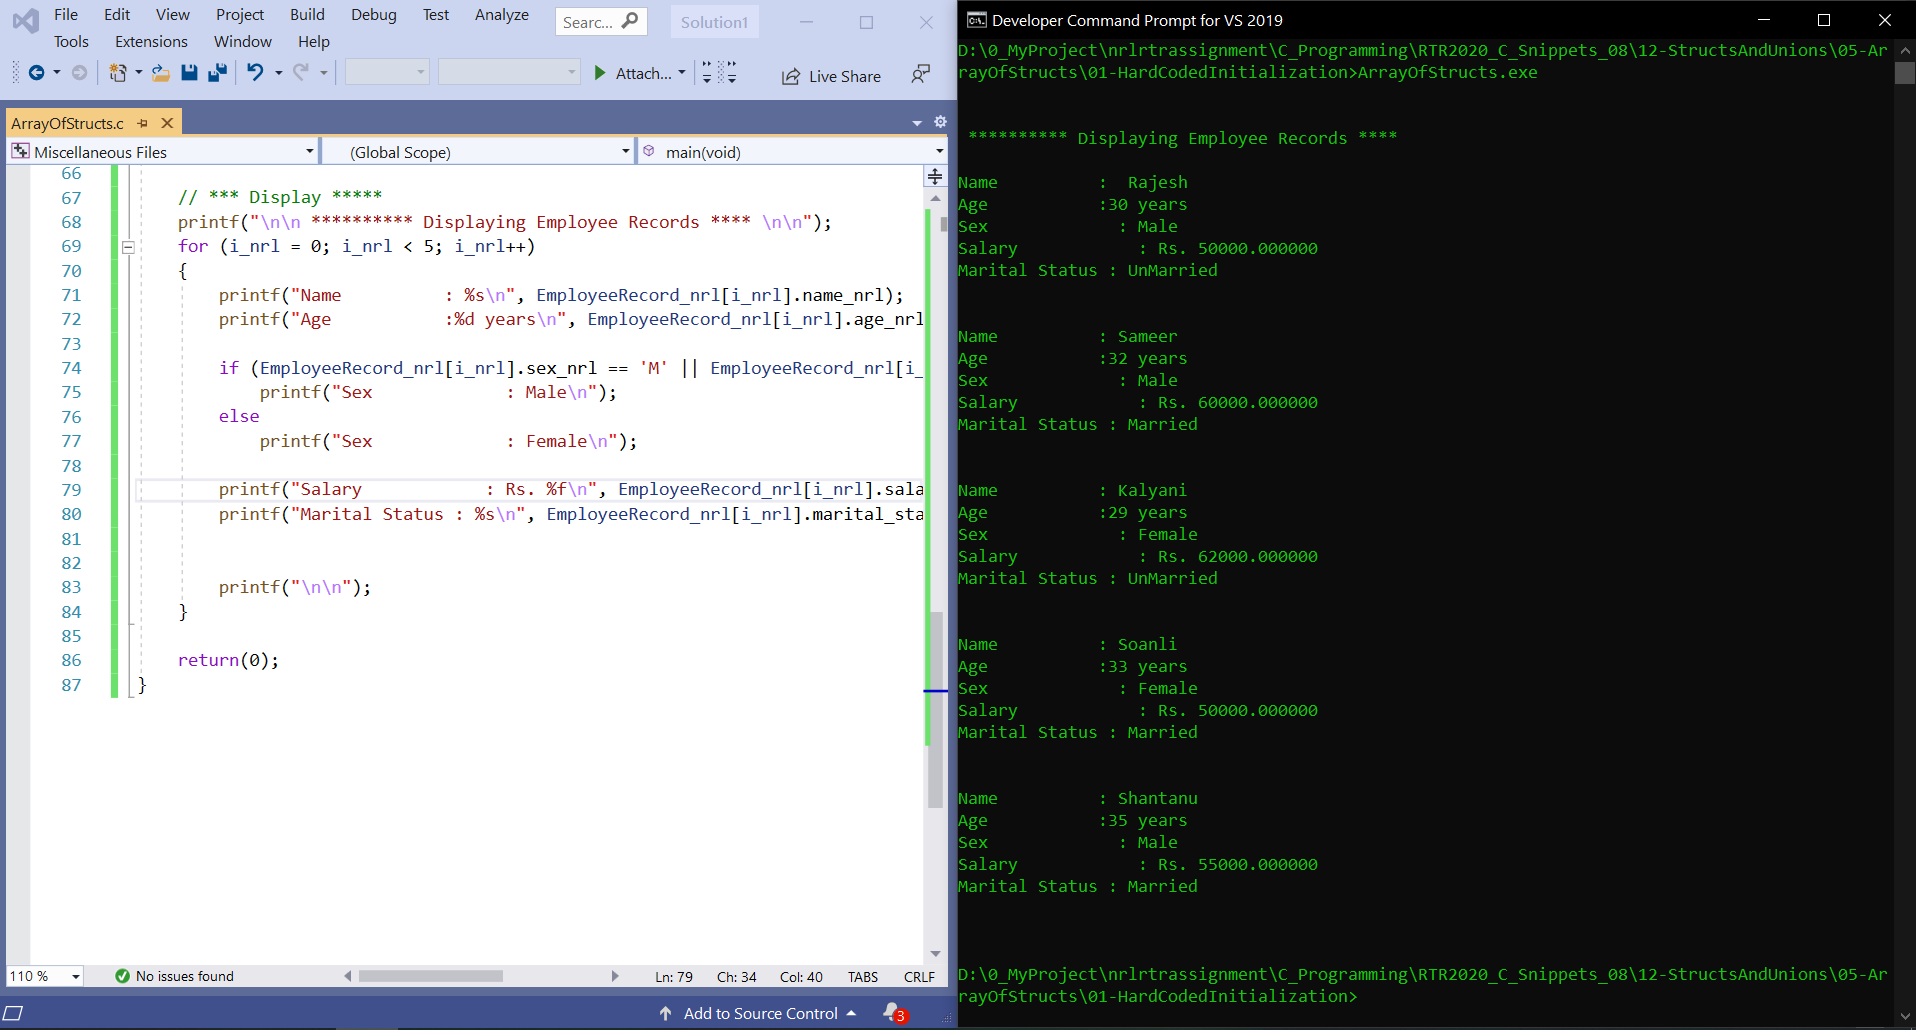 File Edit View Project Build Debug Test Analyze Searc... Solution1
Tools Extensions Window Help
Attach... Live Share
ArrayOfStructs.c
Miscellaneous Files (Global Scope) main(void)
66
67 // *** Display *****
68 printf("\n\n ********** Displaying Employee Records **** \n\n");
69 for (i_nrl = 0; i_nrl < 5; i_nrl++)
70 {
71 printf("Name : %s\n", EmployeeRecord_nrl[i_nrl].name_nrl);
72 printf("Age :%d years\n", EmployeeRecord_nrl[i_nrl].age_nrl
73
74 if (EmployeeRecord_nrl[i_nrl].sex_nrl == 'M' || EmployeeRecord_nrl[i_
75 printf("Sex : Male\n");
76 else
77 printf("Sex : Female\n");
78
79 printf("Salary : Rs. %f\n", EmployeeRecord_nrl[i_nrl].sala
80 printf("Marital Status : %s\n", EmployeeRecord_nrl[i_nrl].marital_sta
81
82
83 printf("\n\n");
84 }
85
86 return(0);
87 }
110 % No issues found Ln: 79 Ch: 34 Col: 40 TABS CRLF
Add to Source Control 3
Developer Command Prompt for VS 2019
D:\0_MyProject\nrlrtrassignment\C_Programming\RTR2020_C_Snippets_08\12-StructsAndUnions\05-Ar
rayOfStructs\01-HardCodedInitialization>ArrayOfStructs.exe
********** Displaying Employee Records ****
Name : Rajesh
Age :30 years
Sex : Male
Salary : Rs. 50000.000000
Marital Status : UnMarried
Name : Sameer
Age :32 years
Sex : Male
Salary : Rs. 60000.000000
Marital Status : Married
Name : Kalyani
Age :29 years
Sex : Female
Salary : Rs. 62000.000000
Marital Status : UnMarried
Name : Soanli
Age :33 years
Sex : Female
Salary : Rs. 50000.000000
Marital Status : Married
Name : Shantanu
Age :35 years
Sex : Male
Salary : Rs. 55000.000000
Marital Status : Married
D:\0_MyProject\nrlrtrassignment\C_Programming\RTR2020_C_Snippets_08\12-StructsAndUnions\05-Ar
rayOfStructs\01-HardCodedInitialization>